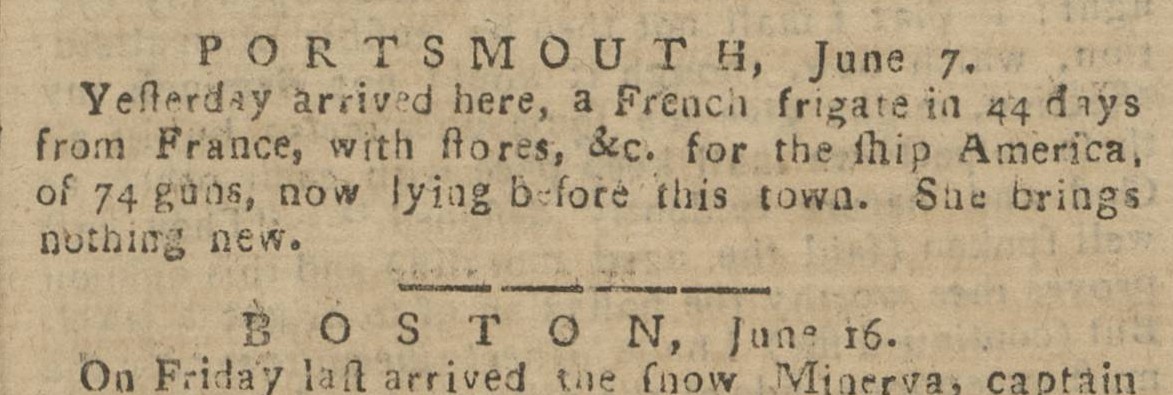 PORTSMOUTH, June 7.
Yeſterday arrived here, a French frigate in 44 days
from France, with ſtores, &c. for the ſhip America,
of 74 guns, now lying before this town. She brings
nothing new.
BOSTON, June 16.
On Friday laſt arrived the ſnow Minerva, captain